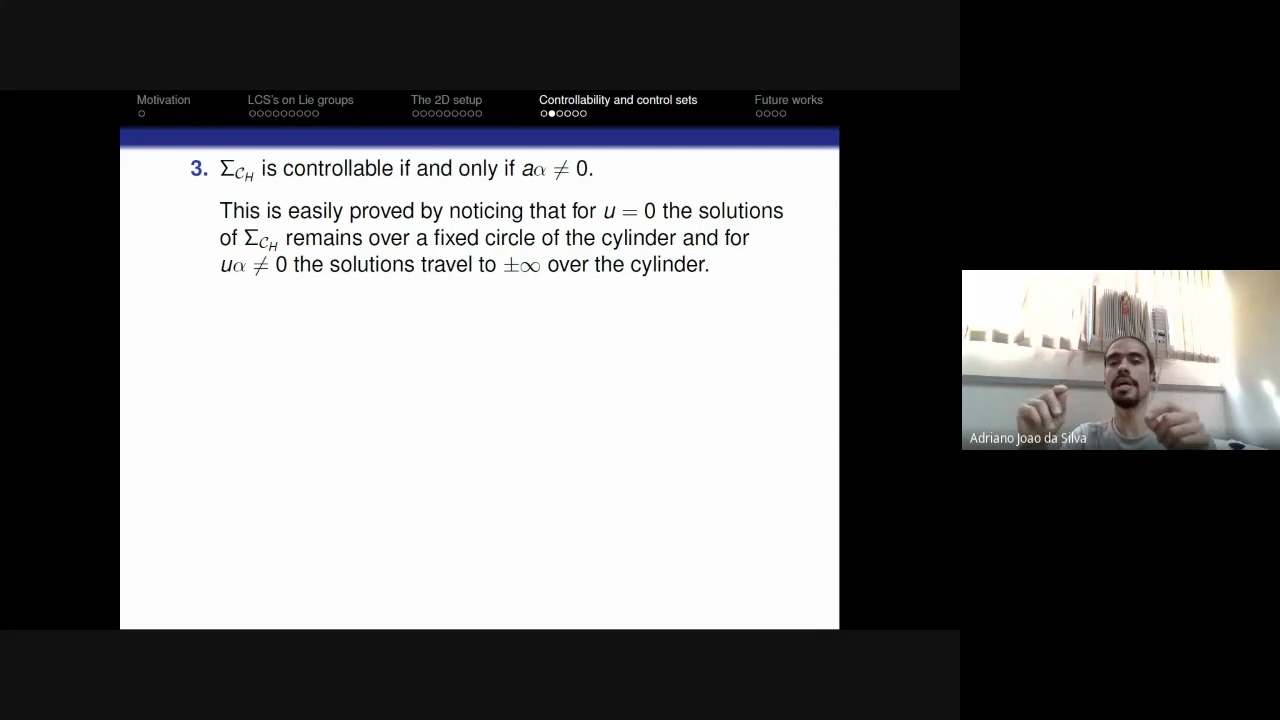 Motivation LCS's on Lie groups The 2D setup Controllability and control sets Future works
3. Σ_{𝒞_H} is controllable if and only if aα ≠ 0.
This is easily proved by noticing that for u = 0 the solutions
of Σ_{𝒞_H} remains over a fixed circle of the cylinder and for
uα ≠ 0 the solutions travel to ±∞ over the cylinder.
Adriano Joao da Silva